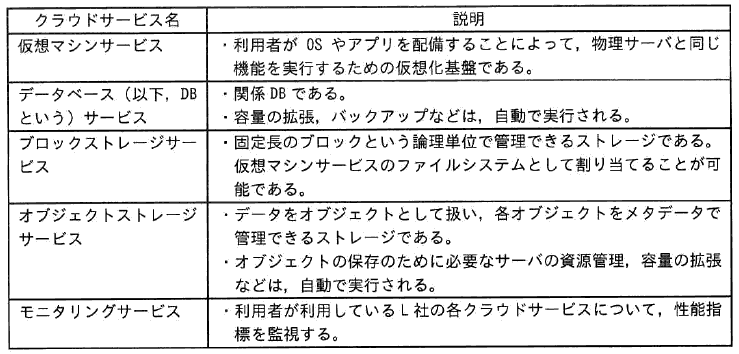 クラウドサービス名 説明
仮想マシンサービス ・利用者が OS やアプリを配備することによって，物理サーバと同じ
機能を実行するための仮想化基盤である。
データベース（以下，DB ・関係 DB である。
という）サービス ・容量の拡張，バックアップなどは，自動で実行される。
ブロックストレージサー ・固定長のブロックという論理単位で管理できるストレージである。
ビス 仮想マシンサービスのファイルシステムとして割り当てることが可
能である。
オブジェクトストレージ ・データをオブジェクトとして扱い，各オブジェクトをメタデータで
サービス 管理できるストレージである。
・オブジェクトの保存のために必要なサーバの資源管理，容量の拡張
などは，自動で実行される。
モニタリングサービス ・利用者が利用している L 社の各クラウドサービスについて，性能指
標を監視する。